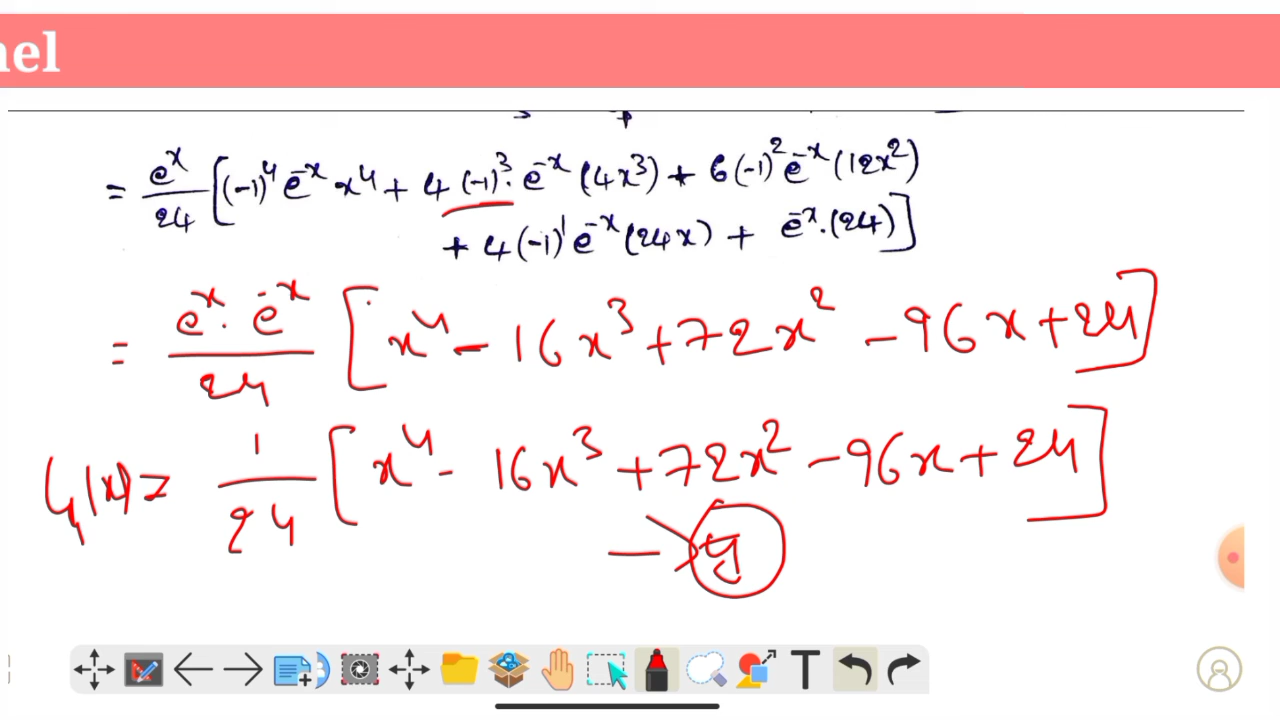 nel
= e^x/24 [(-1)^4 e^-x x^4 + 4 (-1)^3. e^-x (4x^3) + 6(-1)^2 e^-x (12x^2)
+ 4(-1)^1 e^-x (24x) + e^-x.(24)]
= e^x. e^-x/24 [x^4 - 16x^3 + 72x^2 - 96x + 24]
L4(x) = 1/24 [x^4 - 16x^3 + 72x^2 - 96x + 24]
T